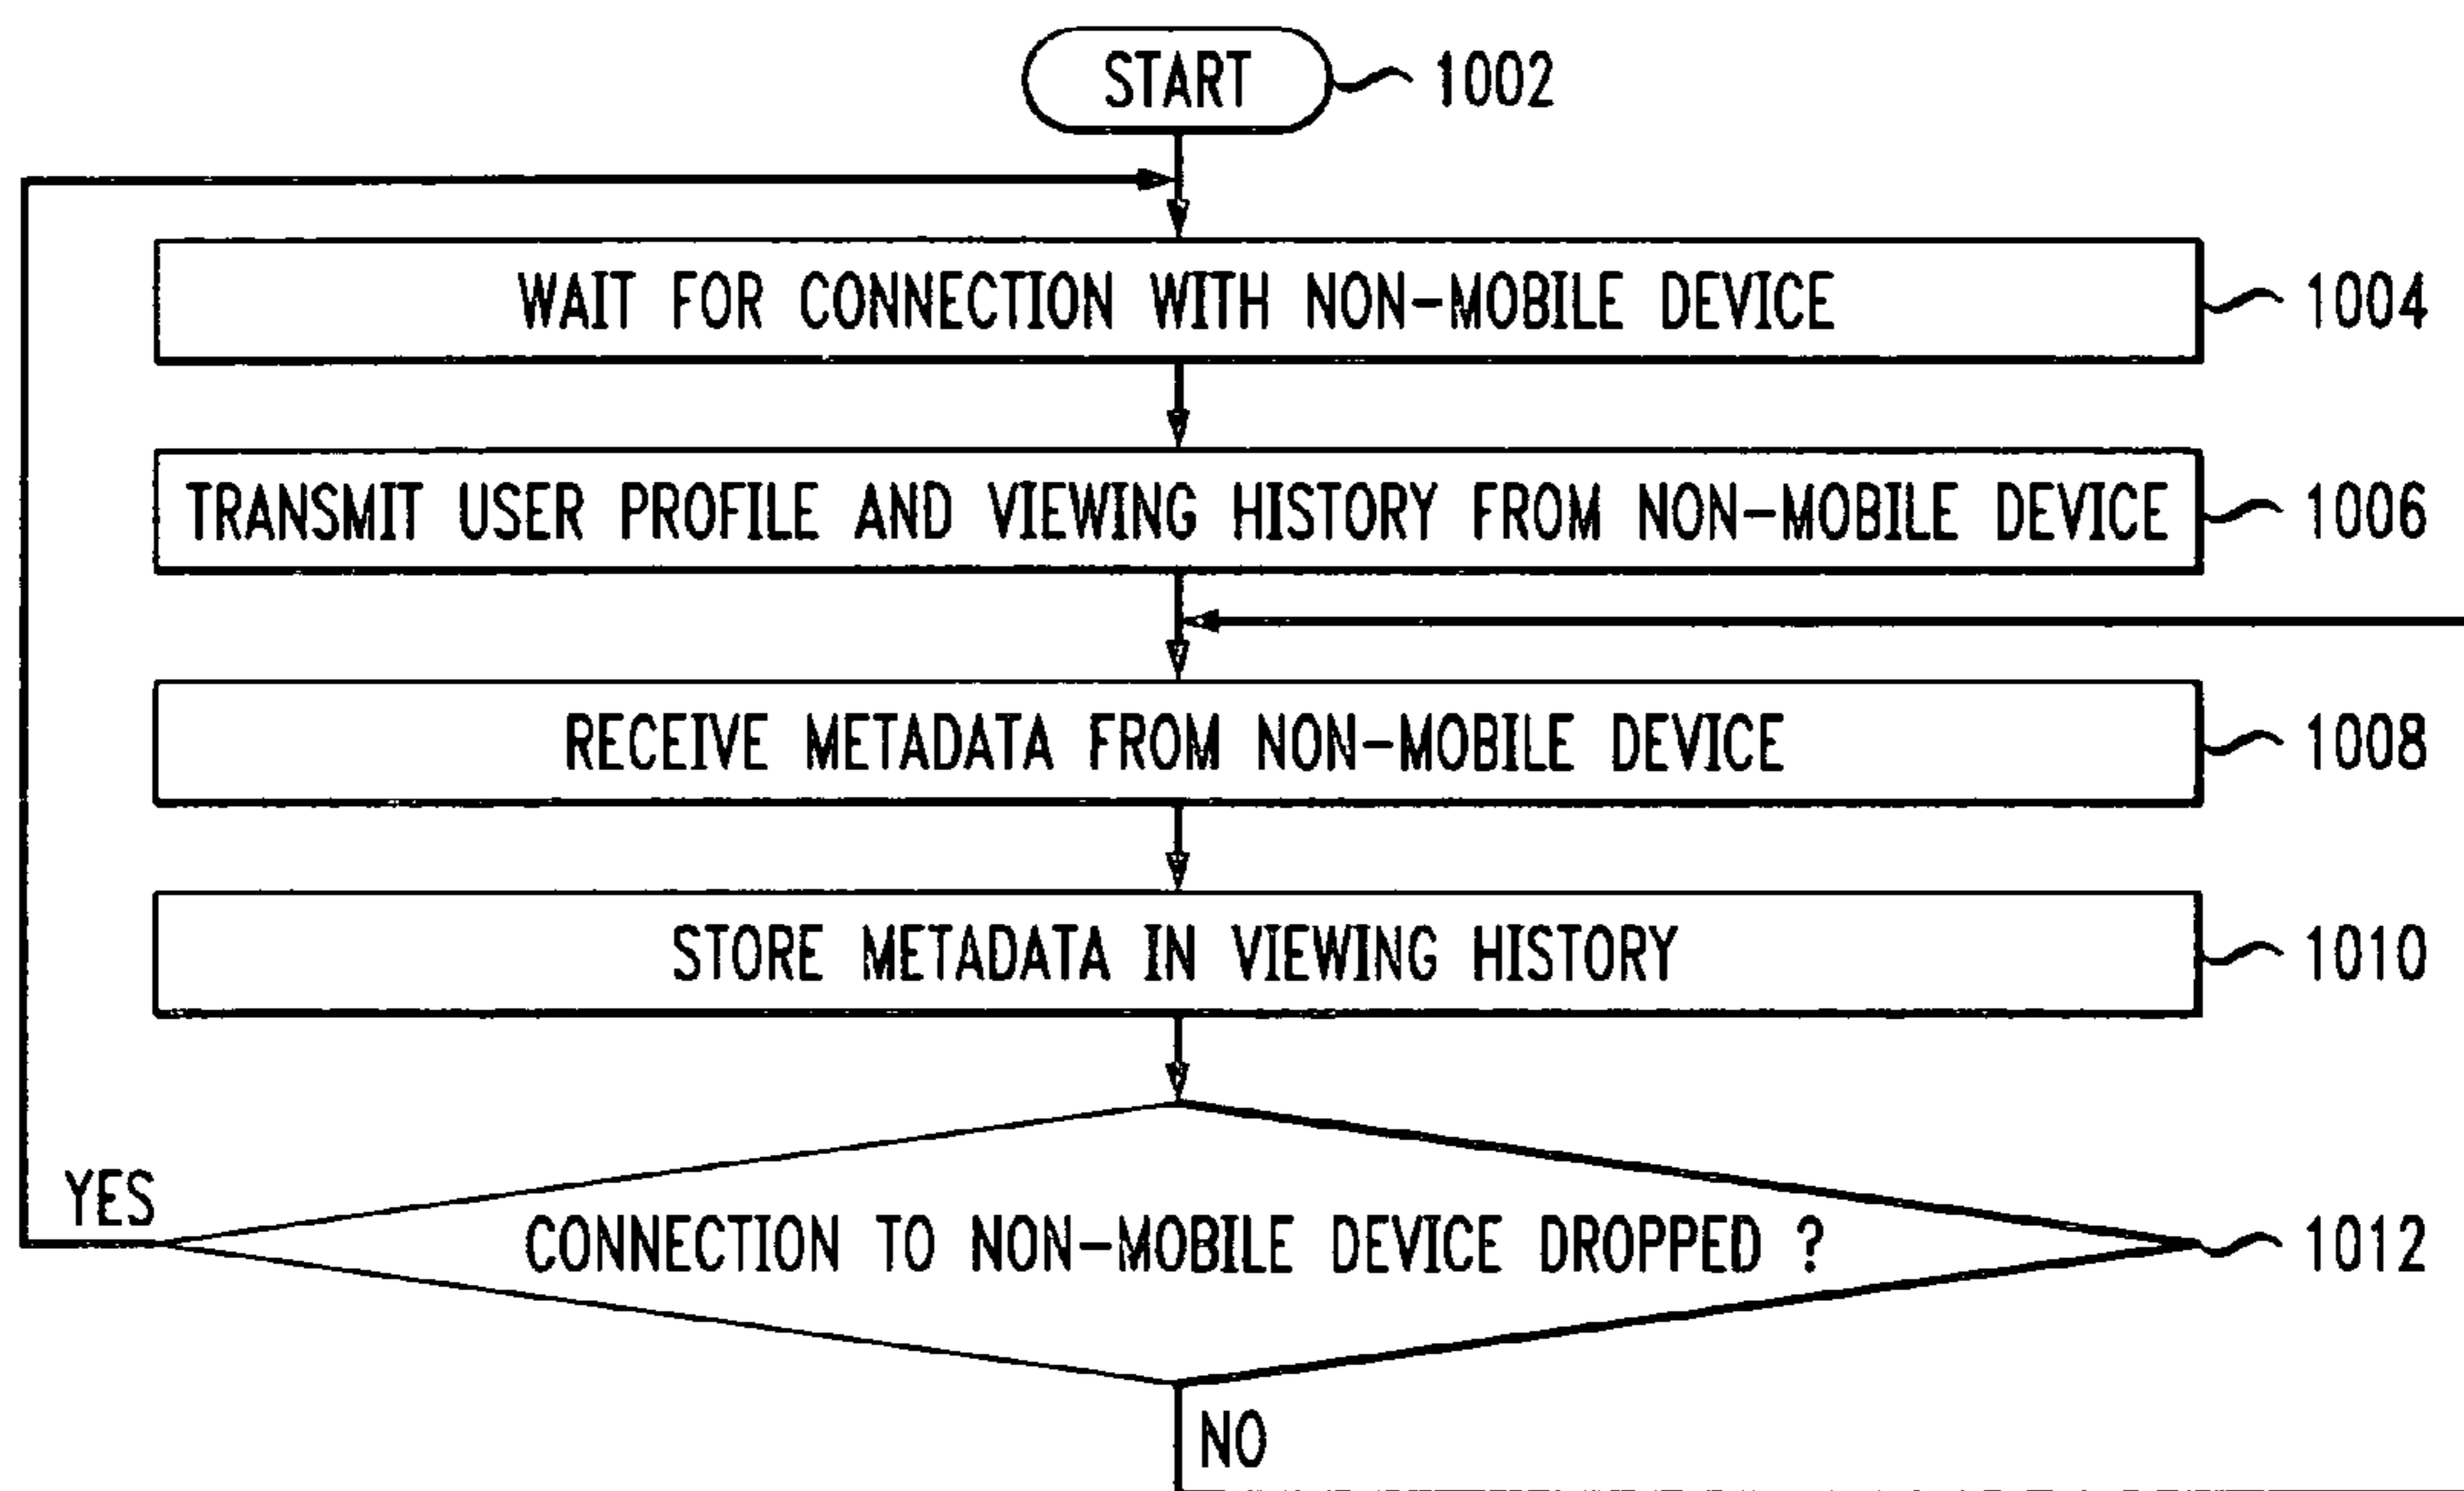 START 1002
WAIT FOR CONNECTION WITH NON-MOBILE DEVICE 1004
TRANSMIT USER PROFILE AND VIEWING HISTORY FROM NON-MOBILE DEVICE 1006
RECEIVE METADATA FROM NON-MOBILE DEVICE 1008
STORE METADATA IN VIEWING HISTORY 1010
YES
CONNECTION TO NON-MOBILE DEVICE DROPPED ? 1012
NO